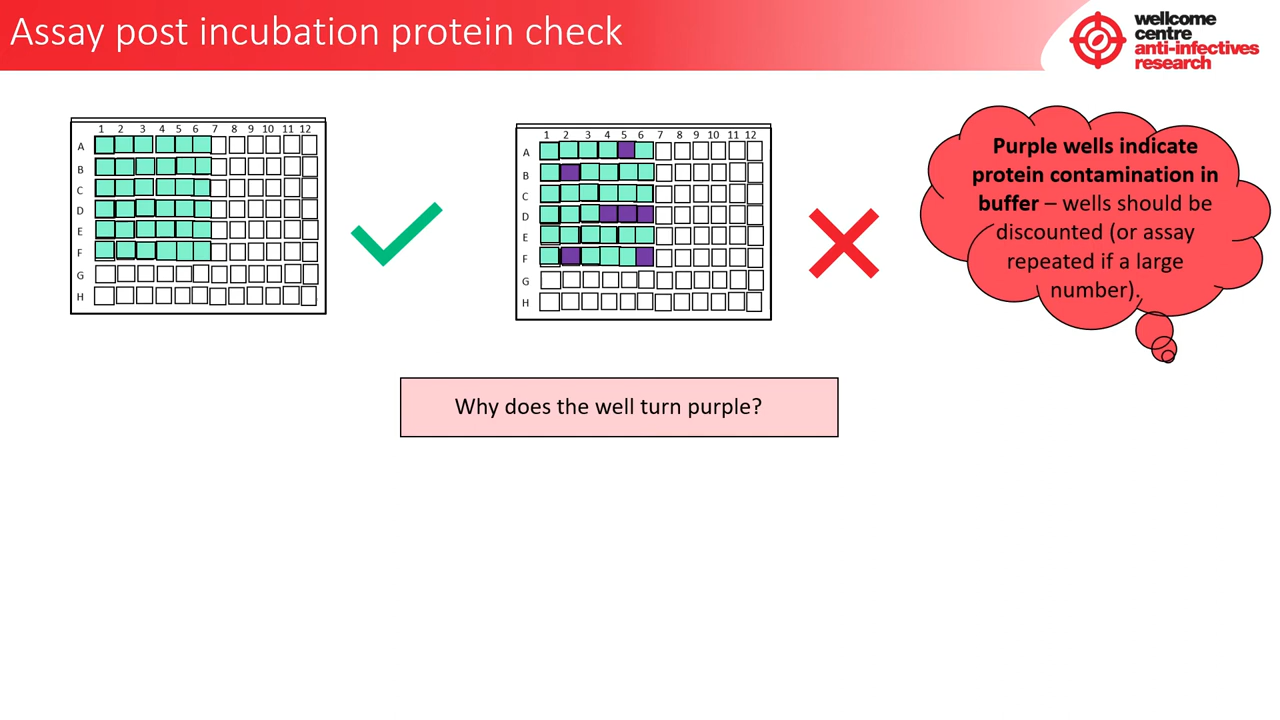 Assay post incubation protein check
wellcome
centre
anti-infectives
research
1 2 3 4 5 6 7 8 9 10 11 12
A
B
C
D
E
F
G
H
1 2 3 4 5 6 7 8 9 10 11 12
A
B
C
D
E
F
G
H
Purple wells indicate
protein contamination in
buffer – wells should be
discounted (or assay
repeated if a large
number).
Why does the well turn purple?